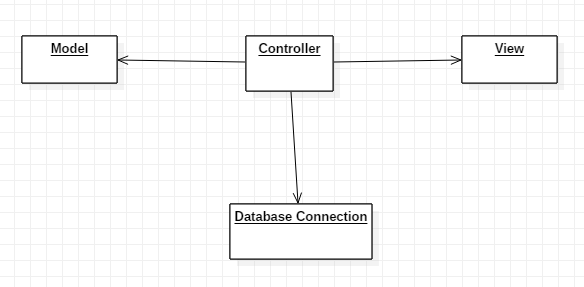 Model
Controller
View
Database Connection